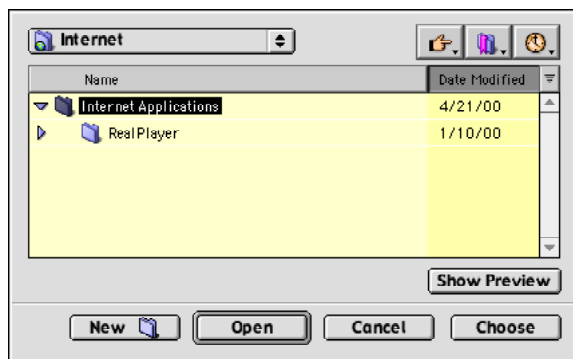 Internet
Name Date Modified
Internet Applications 4/21/00
RealPlayer 1/10/00
Show Preview
New Open Cancel Choose